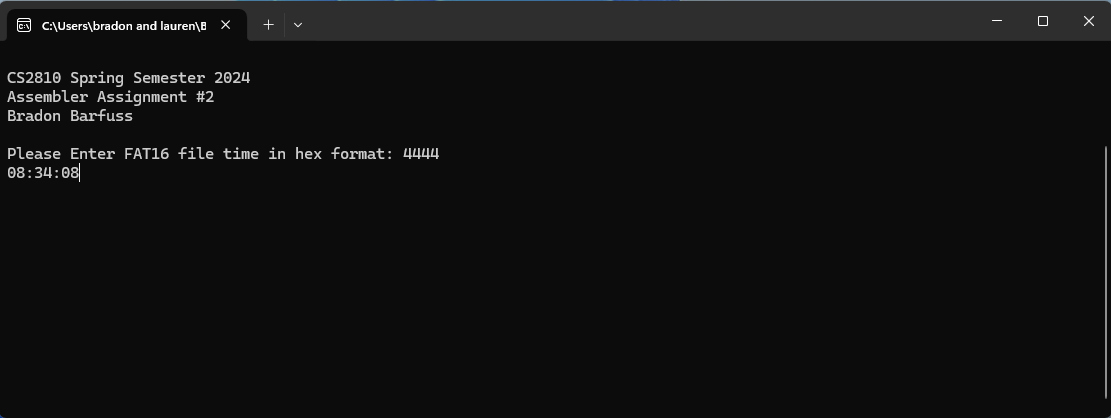 C:\Users\bradon and lauren\B
CS2810 Spring Semester 2024
Assembler Assignment #2
Bradon Barfuss
Please Enter FAT16 file time in hex format: 4444
08:34:08